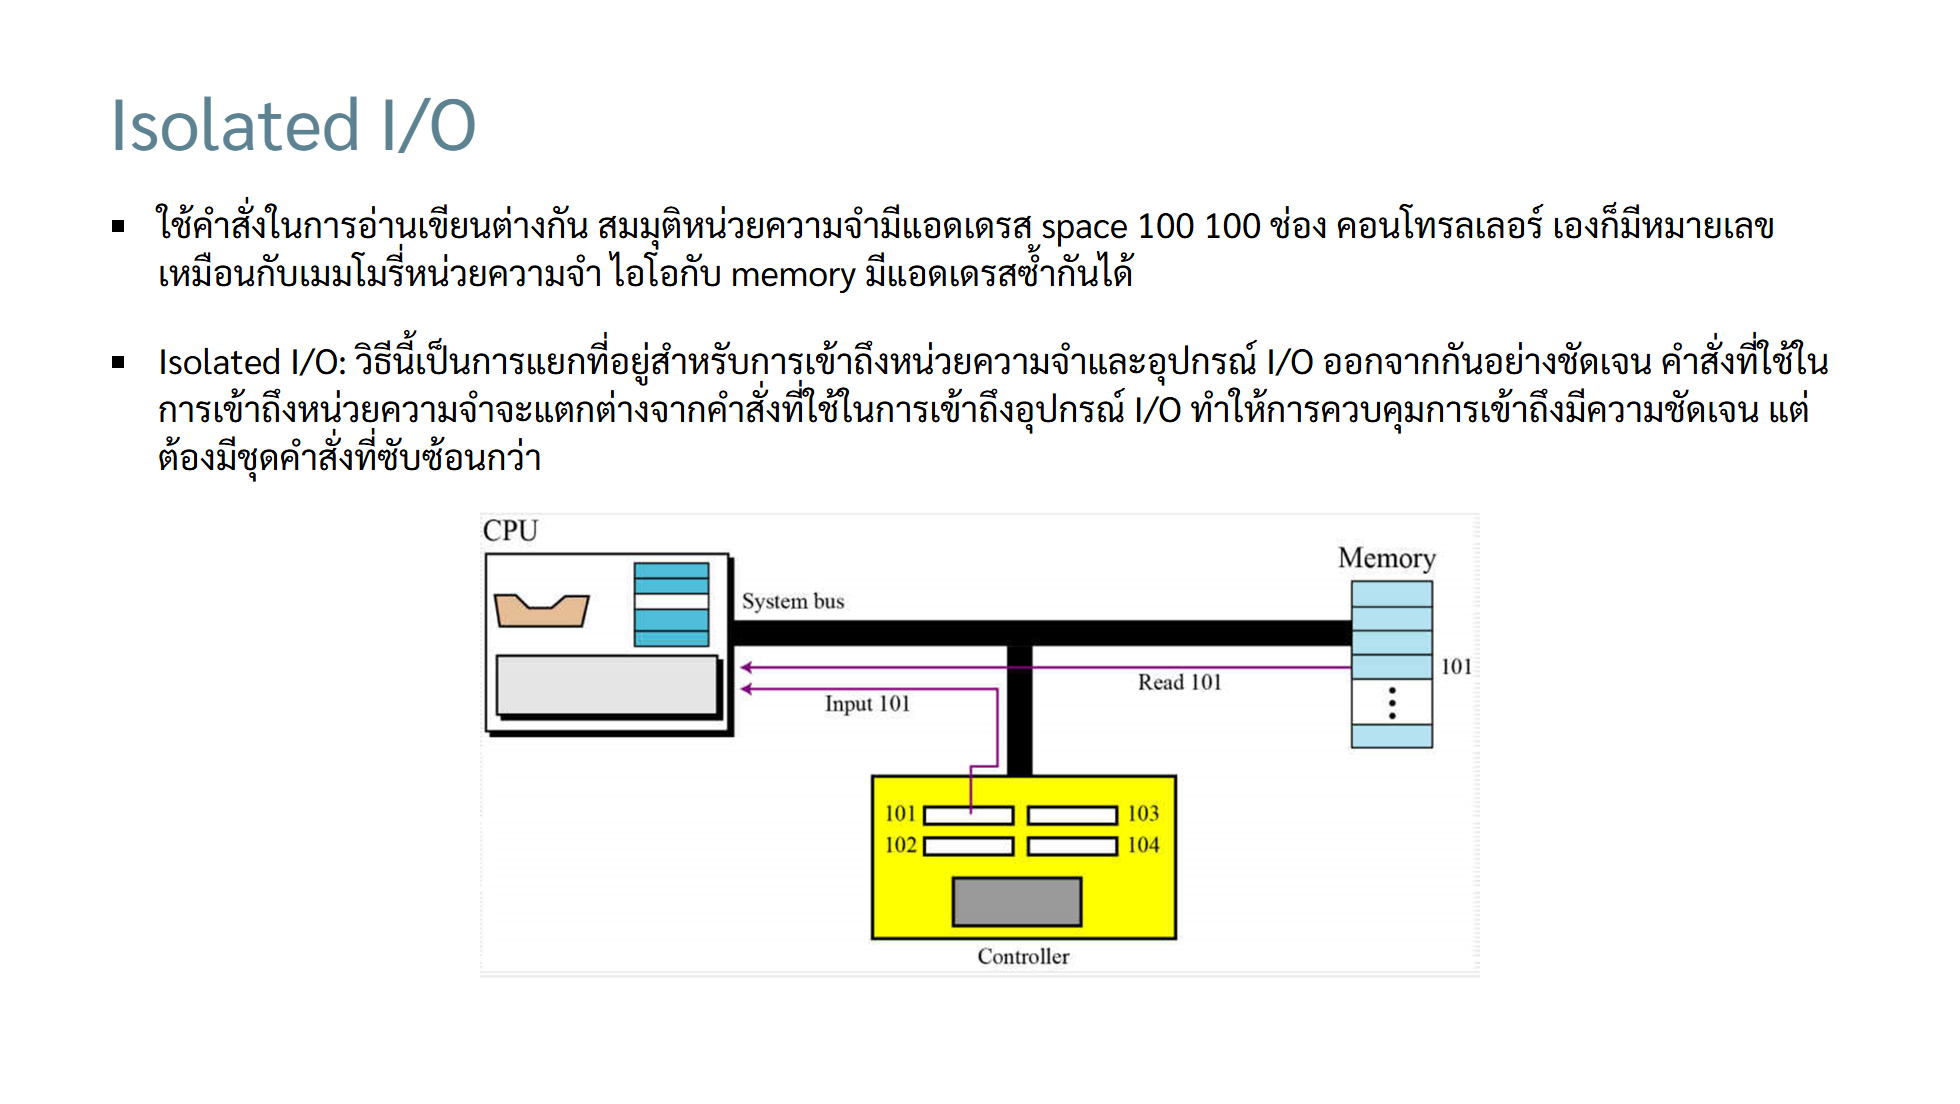 Isolated I/O
▪ ใช้คำสั่งในการอ่านเขียนต่างกัน สมมุติหน่วยความจำมีแอดเดรส space 100 100 ช่อง คอนโทรลเลอร์ เองก็มีหมายเลข
เหมือนกับเมมโมรี่หน่วยความจำ ไอโอกับ memory มีแอดเดรสซ้ำกันได้
▪ Isolated I/O: วิธีนี้เป็นการแยกที่อยู่สำหรับการเข้าถึงหน่วยความจำและอุปกรณ์ I/O ออกจากกันอย่างชัดเจน คำสั่งที่ใช้ใน
การเข้าถึงหน่วยความจำจะแตกต่างจากคำสั่งที่ใช้ในการเข้าถึงอุปกรณ์ I/O ทำให้การควบคุมการเข้าถึงมีความชัดเจน แต่
ต้องมีชุดคำสั่งที่ซับซ้อนกว่า
CPU
Memory
System bus
101
Read 101
Input 101
101 103
102 104
Controller